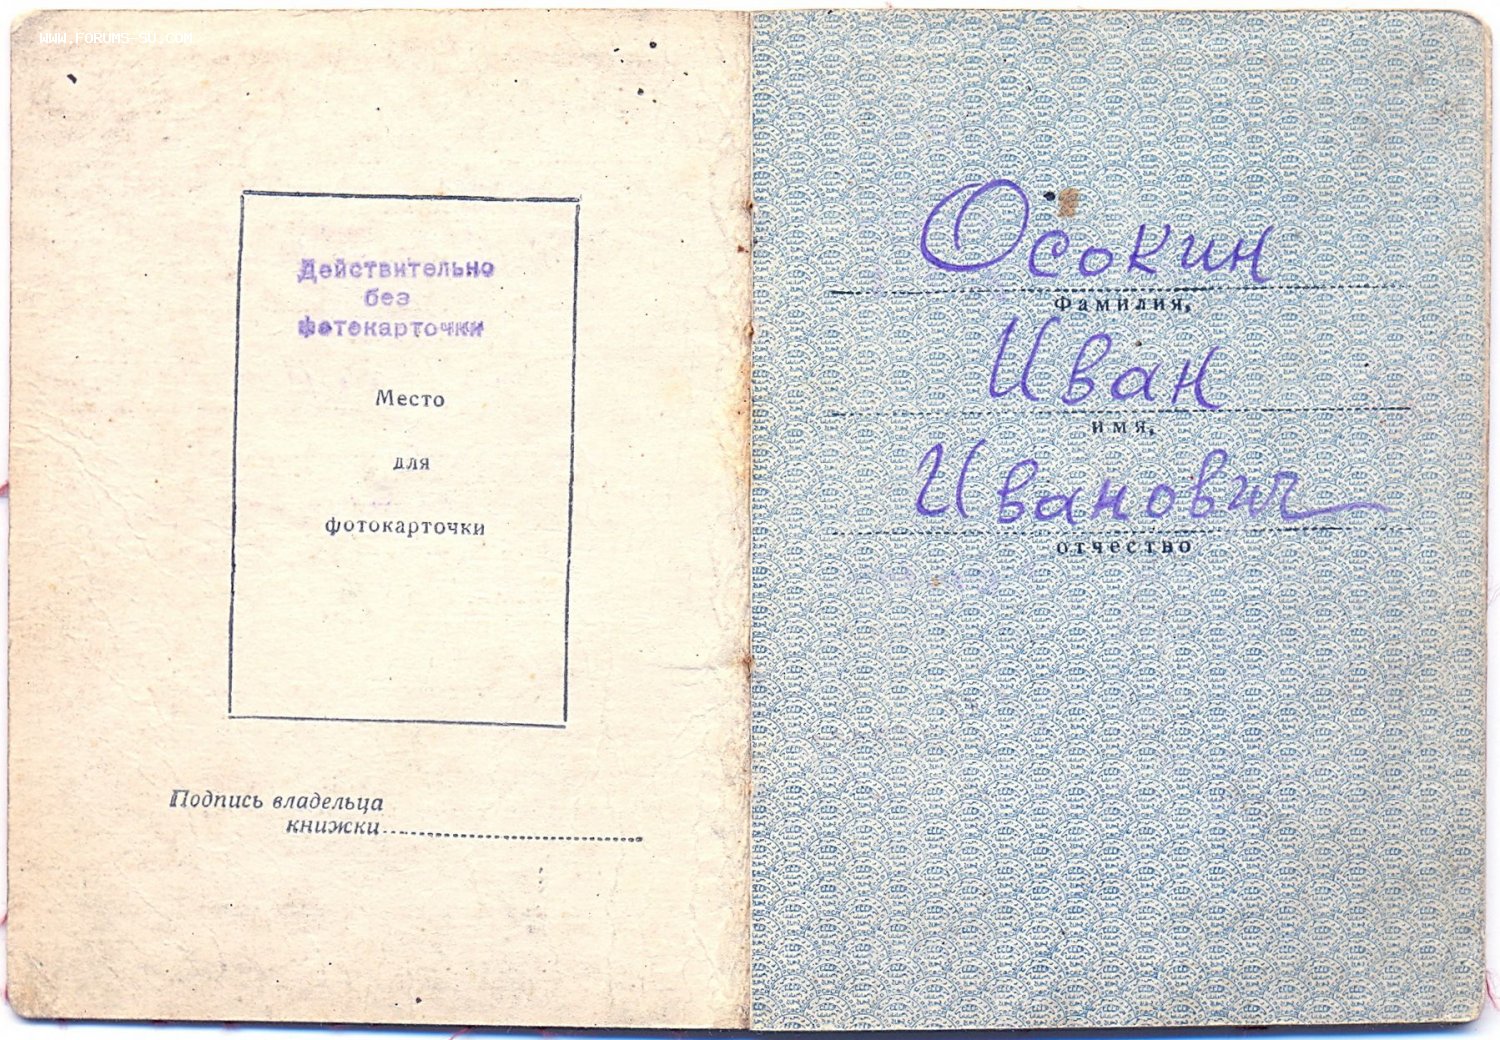 WWW.FORUMS-SU.COM
Действительно
без
фотокарточки
Место
для
фотокарточки
Подпись владельца
книжки
Осокин
Фамилия,
Иван
имя,
Иванович
отчество